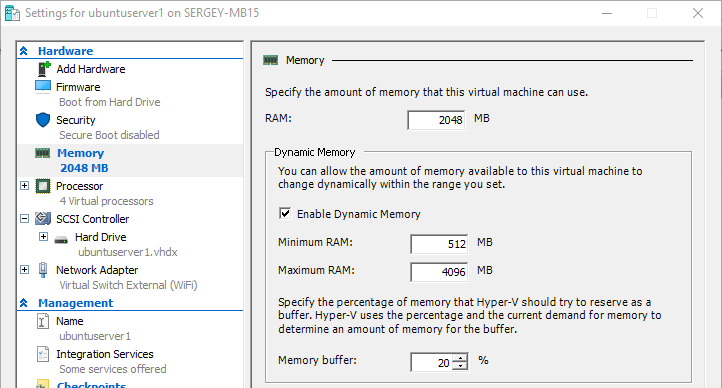 Settings for ubuntuserver1 on SERGEY-MB15
Hardware
Add Hardware
Firmware
Boot from Hard Drive
Security
Secure Boot disabled
Memory
2048 MB
Processor
4 Virtual processors
SCSI Controller
Hard Drive
ubuntuserver1.vhdx
Network Adapter
Virtual Switch External (WiFi)
Management
Name
ubuntuserver1
Integration Services
Some services offered
Checkpoints
Memory
Specify the amount of memory that this virtual machine can use.
RAM: 2048 MB
Dynamic Memory
You can allow the amount of memory available to this virtual machine to
change dynamically within the range you set.
Enable Dynamic Memory
Minimum RAM: 512 MB
Maximum RAM: 4096 MB
Specify the percentage of memory that Hyper-V should try to reserve as a
buffer. Hyper-V uses the percentage and the current demand for memory to
determine an amount of memory for the buffer.
Memory buffer: 20 %